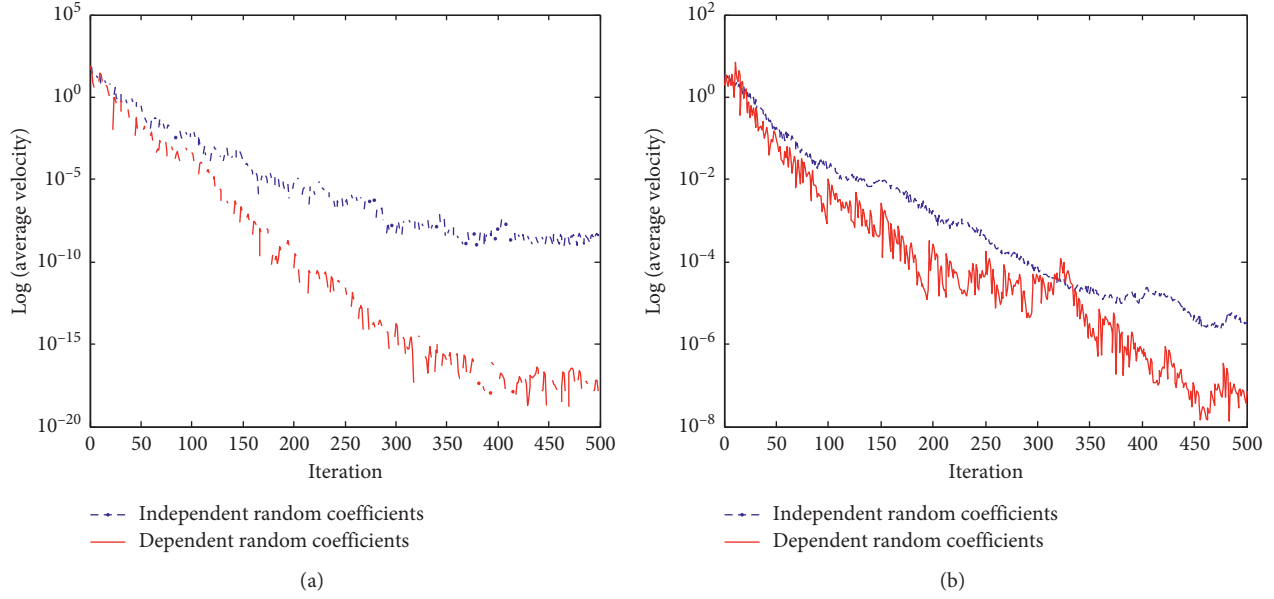 Log (average velocity)
10^5
10^0
10^-5
10^-10
10^-15
10^-20
0 50 100 150 200 250 300 350 400 450 500
Iteration
Independent random coefficients
Dependent random coefficients
(a)
Log (average velocity)
10^2
10^0
10^-2
10^-4
10^-6
10^-8
0 50 100 150 200 250 300 350 400 450 500
Iteration
Independent random coefficients
Dependent random coefficients
(b)